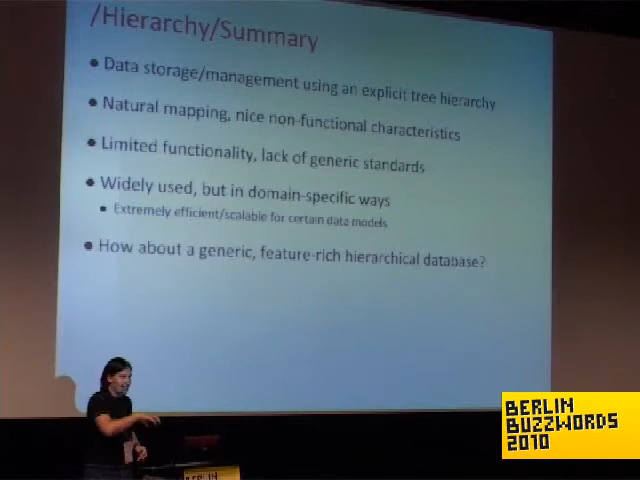 /Hierarchy/Summary
Data storage/management using an explicit tree hierarchy
Natural mapping, nice non-functional characteristics
Limited functionality, lack of generic standards
Widely used, but in domain-specific ways
Extremely efficient/scalable for certain data models
How about a generic, feature-rich hierarchical database?
BERLIN
BUZZWORDS
2010
BERLIN